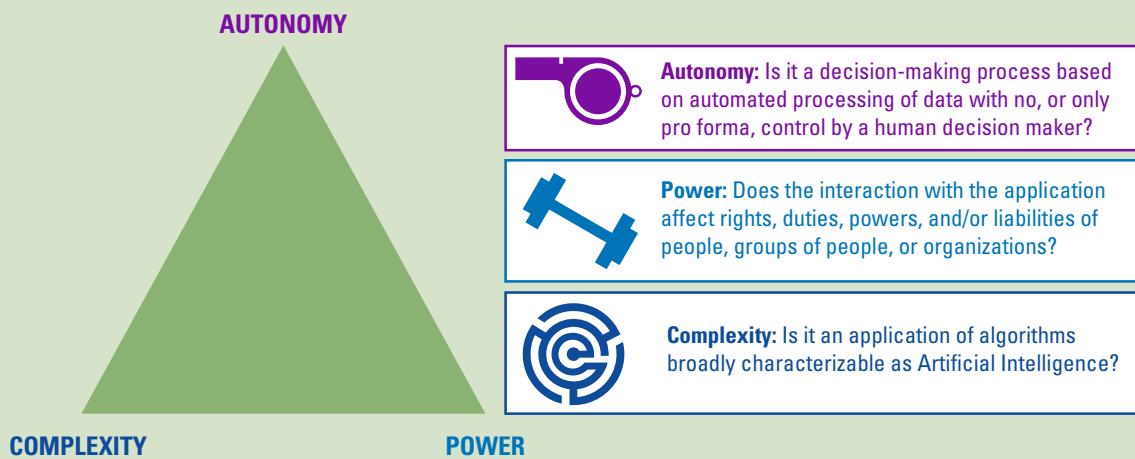 AUTONOMY
Autonomy: Is it a decision-making process based
on automated processing of data with no, or only
pro forma, control by a human decision maker?
Power: Does the interaction with the application
affect rights, duties, powers, and/or liabilities of
people, groups of people, or organizations?
Complexity: Is it an application of algorithms
broadly characterizable as Artificial Intelligence?
COMPLEXITY
POWER